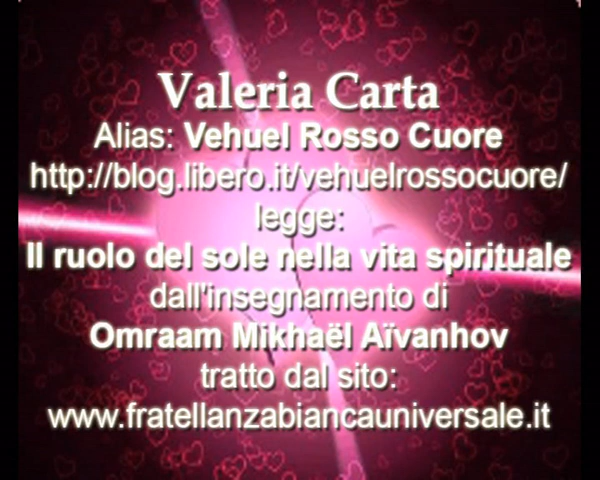 Valeria Carta
Alias: Vehuel Rosso Cuore
http://blog.libero.it/vehuelrossocuore/
legge:
Il ruolo del sole nella vita spirituale
dall'insegnamento di
Omraam Mikhaël Aïvanhov
tratto dal sito:
www.fratellanzabiancauniversale.it